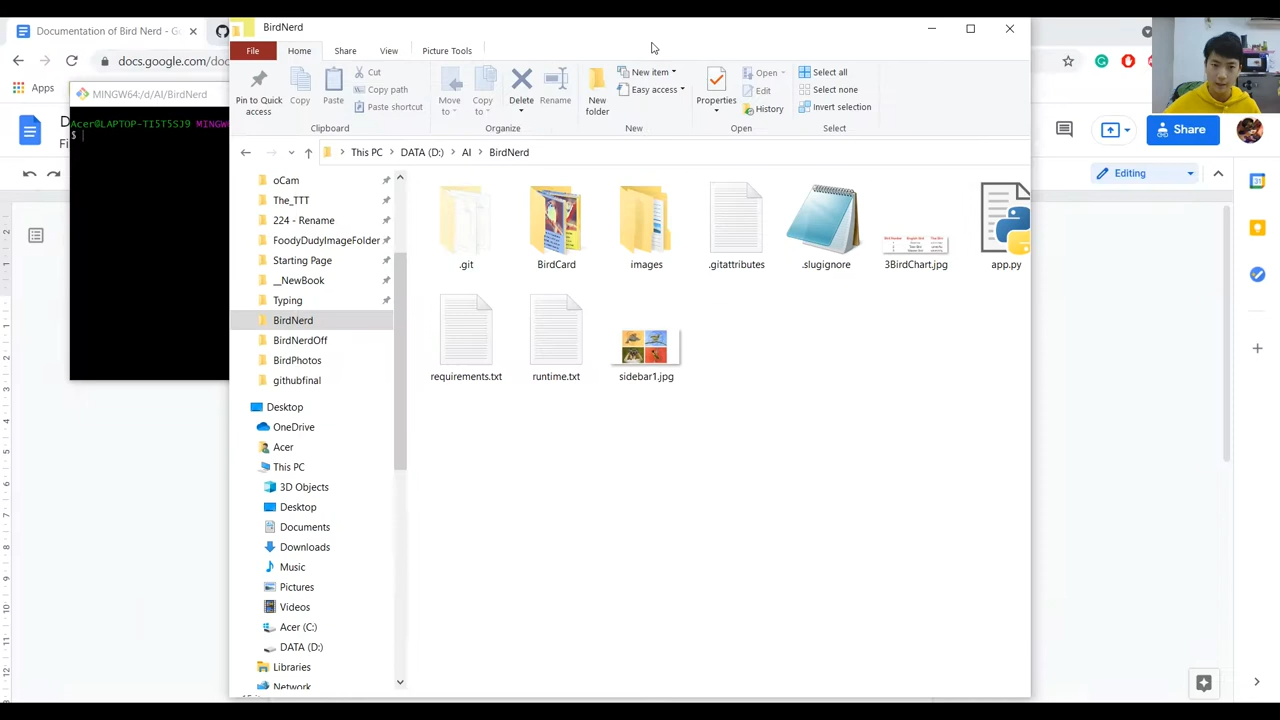 Documentation of Bird Nerd - G
docs.google.com/do
Apps
MINGW64:/d/AI/BirdNerd
Acer@LAPTOP-TI5T5SJ9 MINGW
$
BirdNerd
File
Home
Share
View
Picture Tools
Pin to Quick access
Copy
Paste
Cut
Copy path
Paste shortcut
Clipboard
Move to
Copy to
Delete
Rename
Organize
New folder
New item
Easy access
New
Properties
Open
Edit
History
Open
Select all
Select none
Invert selection
Select
This PC
DATA (D:)
AI
BirdNerd
Share
Editing
oCam
The_TTT
224 - Rename
FoodyDudyImageFolder
Starting Page
__NewBook
Typing
BirdNerd
BirdNerdOff
BirdPhotos
githubfinal
Desktop
OneDrive
Acer
This PC
3D Objects
Desktop
Documents
Downloads
Music
Pictures
Videos
Acer (C:)
DATA (D:)
Libraries
Network
.git
BirdCard
images
.gitattributes
.slugignore
3BirdChart.jpg
app.py
requirements.txt
runtime.txt
sidebar1.jpg